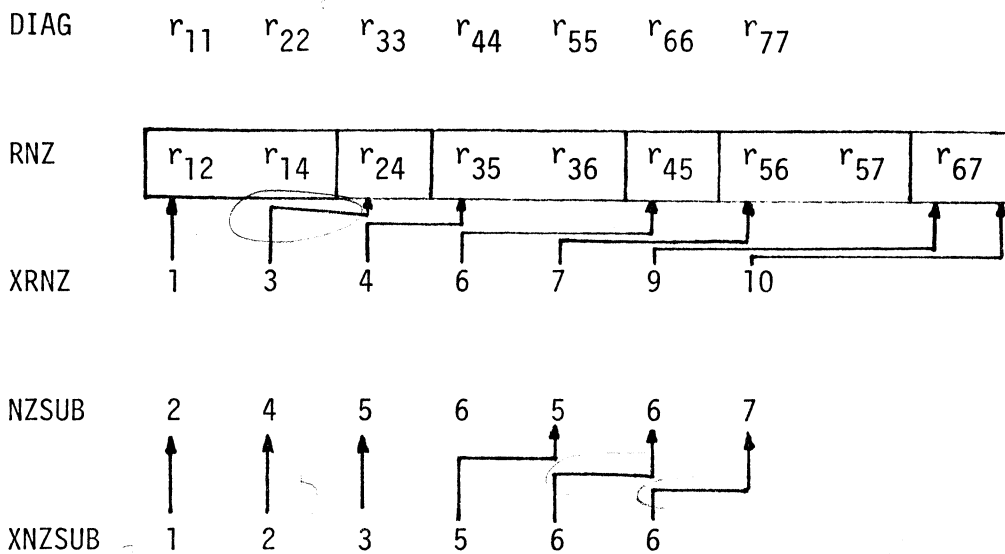 DIAG r11 r22 r33 r44 r55 r66 r77
RNZ r12 r14 r24 r35 r36 r45 r56 r57 r67
XRNZ 1 3 4 6 7 9 10
NZSUB 2 4 5 6 5 6 7
XNZSUB 1 2 3 5 6 6